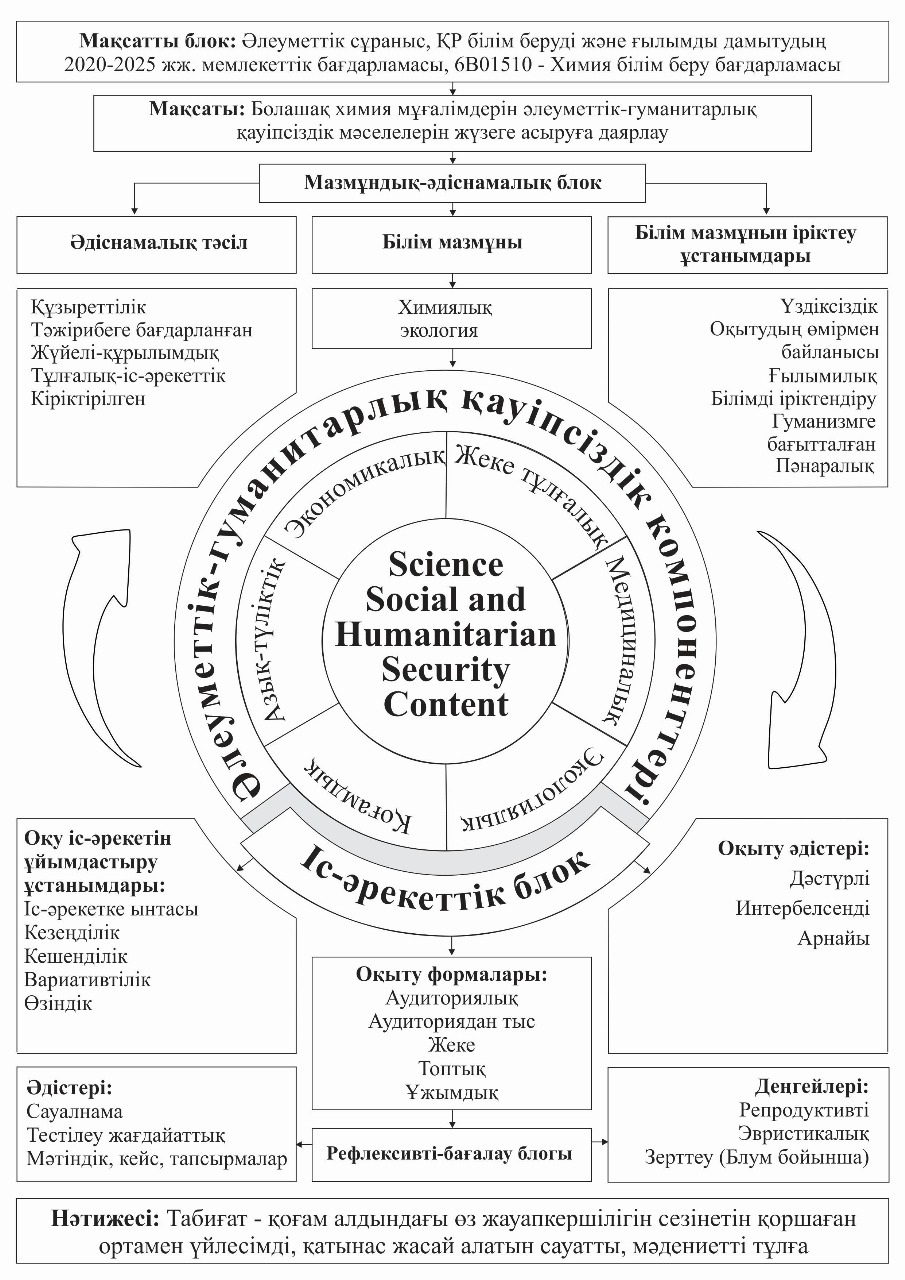 Мақсатты блок: Әлеуметтік сұраныс, ҚР білім беруді және ғылымды дамытудың
2020-2025 жж. мемлекеттік бағдарламасы, 6В01510 - Химия білім беру бағдарламасы
Мақсаты: Болашақ химия мұғалімдерін әлеуметтік-гуманитарлық
қауіпсіздік мәселелерін жүзеге асыруға даярлау
Мазмұндық-әдіснамалық блок
Әдіснамалық тәсіл
Білім мазмұны
Білім мазмұнын іріктеу
ұстанымдары
Құзыреттілік
Тәжірибеге бағдарланған
Жүйелі-құрылымдық
Тұлғалық-іс-әрекеттік
Кіріктірілген
Химиялық
экология
Үздіксіздік
Оқытудың өмірмен
байланысы
Ғылымилық
Білімді іріктендіру
Гуманизмге
бағытталған
Пәнаралық
Әлеуметтік-гуманитарлық қауіпсіздік компоненттері
Экономикалық
Жеке тұлғалық
Медициналық
Экологиялық
Қоғамдық
Азық-түліктік
Science
Social and
Humanitarian
Security
Content
Іс-әрекеттік блок
Оқу іс-әрекетін
ұйымдастыру
ұстанымдары:
Іс-әрекетке ынтасы
Кезеңділік
Кешенділік
Вариативтілік
Өзіндік
Оқыту әдістері:
Дәстүрлі
Интербелсенді
Арнайы
Оқыту формалары:
Аудиториялық
Аудиториядан тыс
Жеке
Топтық
Ұжымдық
Әдістері:
Сауалнама
Тестілеу жағдайаттық
Мәтіндік, кейс, тапсырмалар
Рефлексивті-бағалау блогы
Деңгейлері:
Репродуктивті
Эвристикалық
Зерттеу (Блум бойынша)
Нәтижесі: Табиғат - қоғам алдындағы өз жауапкершілігін сезінетін қоршаған
ортамен үйлесімді, қатынас жасай алатын сауатты, мәдениетті тұлға